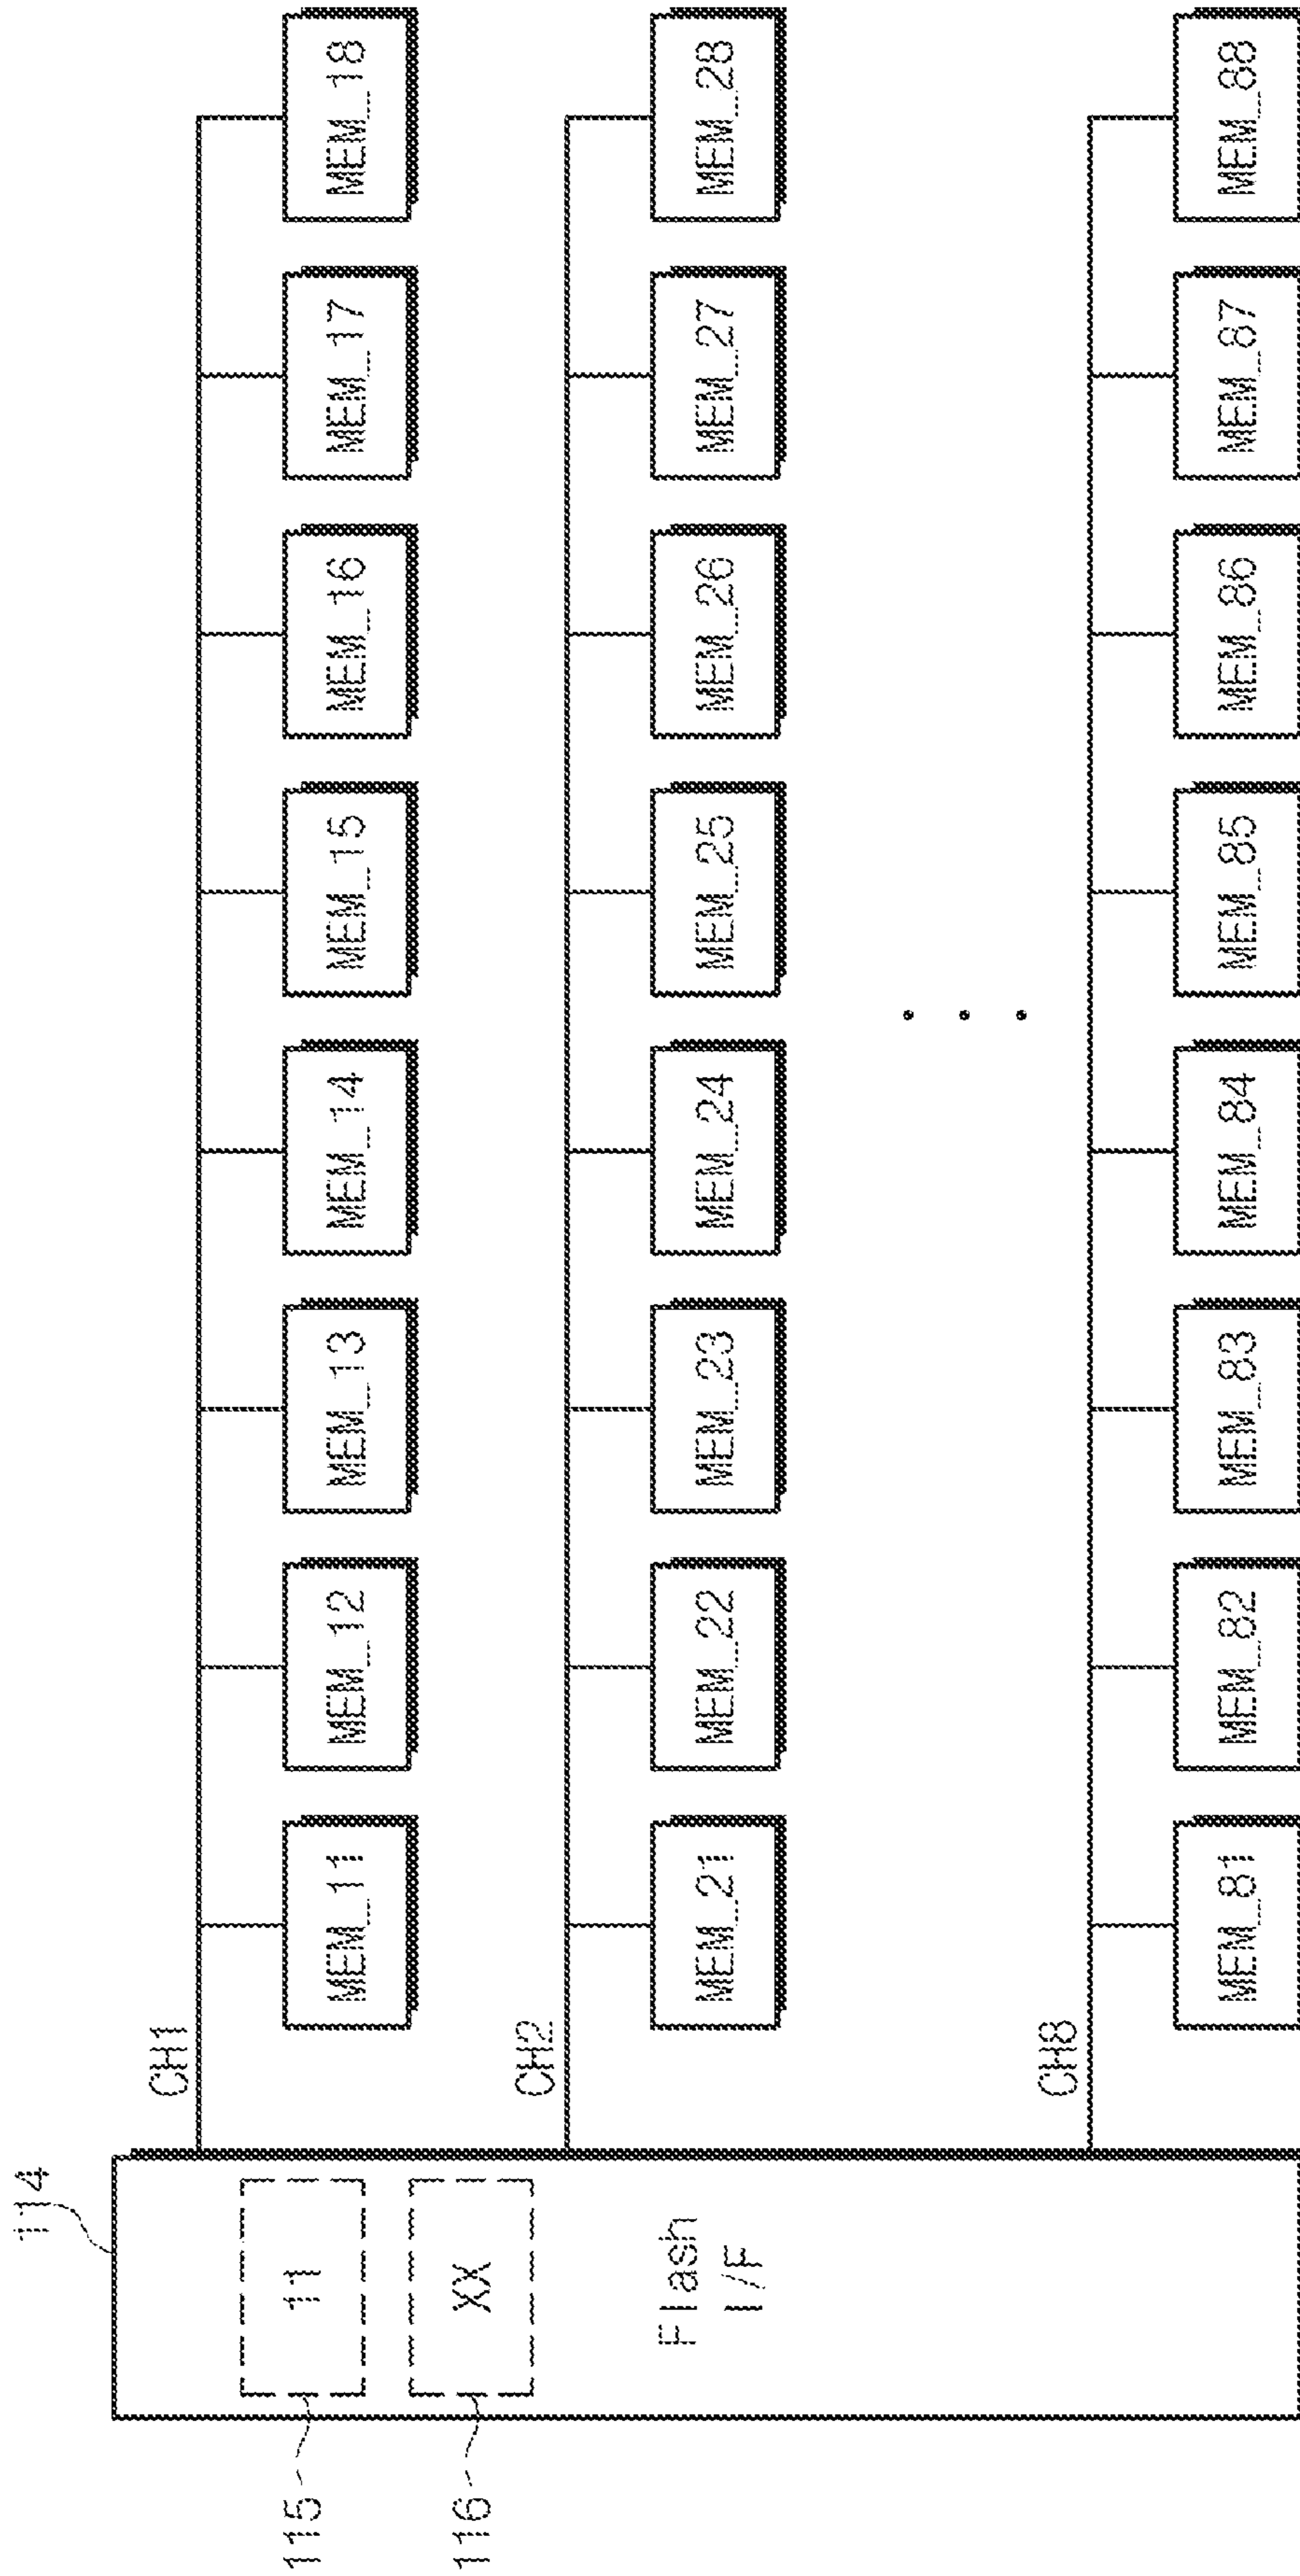 114
115
11
116
XX
Flash
I/F
CH1
MEM_11 MEM_12 MEM_13 MEM_14 MEM_15 MEM_16 MEM_17 MEM_18
CH2
MEM_21 MEM_22 MEM_23 MEM_24 MEM_25 MEM_26 MEM_27 MEM_28
CH8
MEM_81 MEM_82 MEM_83 MEM_84 MEM_85 MEM_86 MEM_87 MEM_88